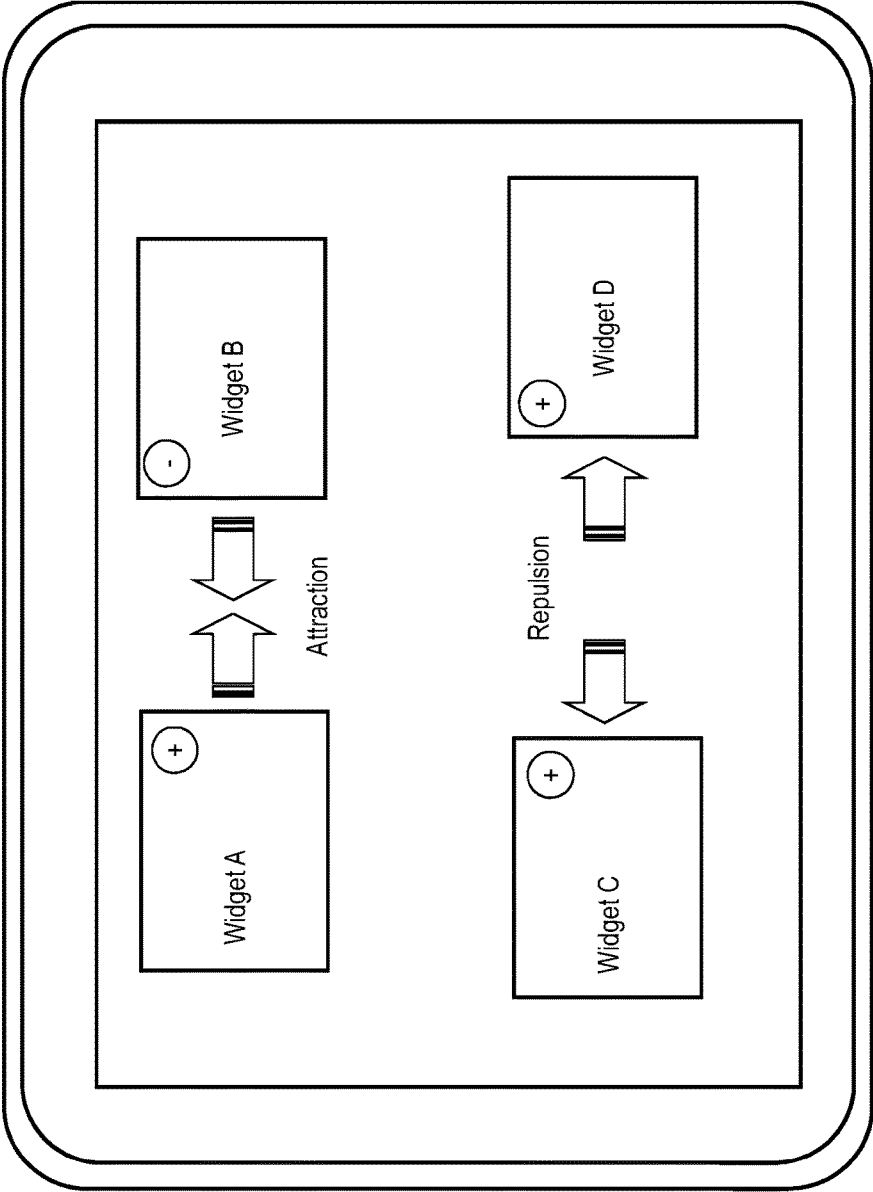 +
-
Widget A
Widget B
Attraction
Repulsion
+
+
Widget C
Widget D